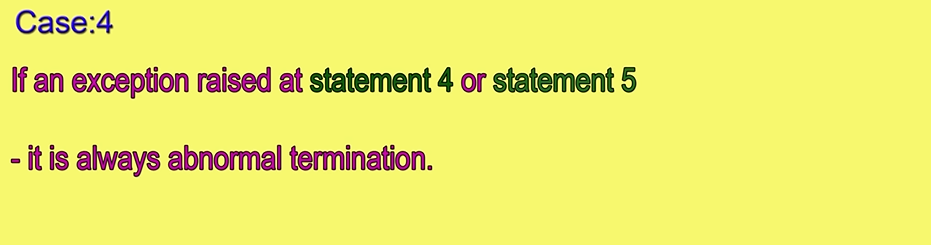 Case:4
If an exception raised at statement 4 or statement 5
- it is always abnormal termination.